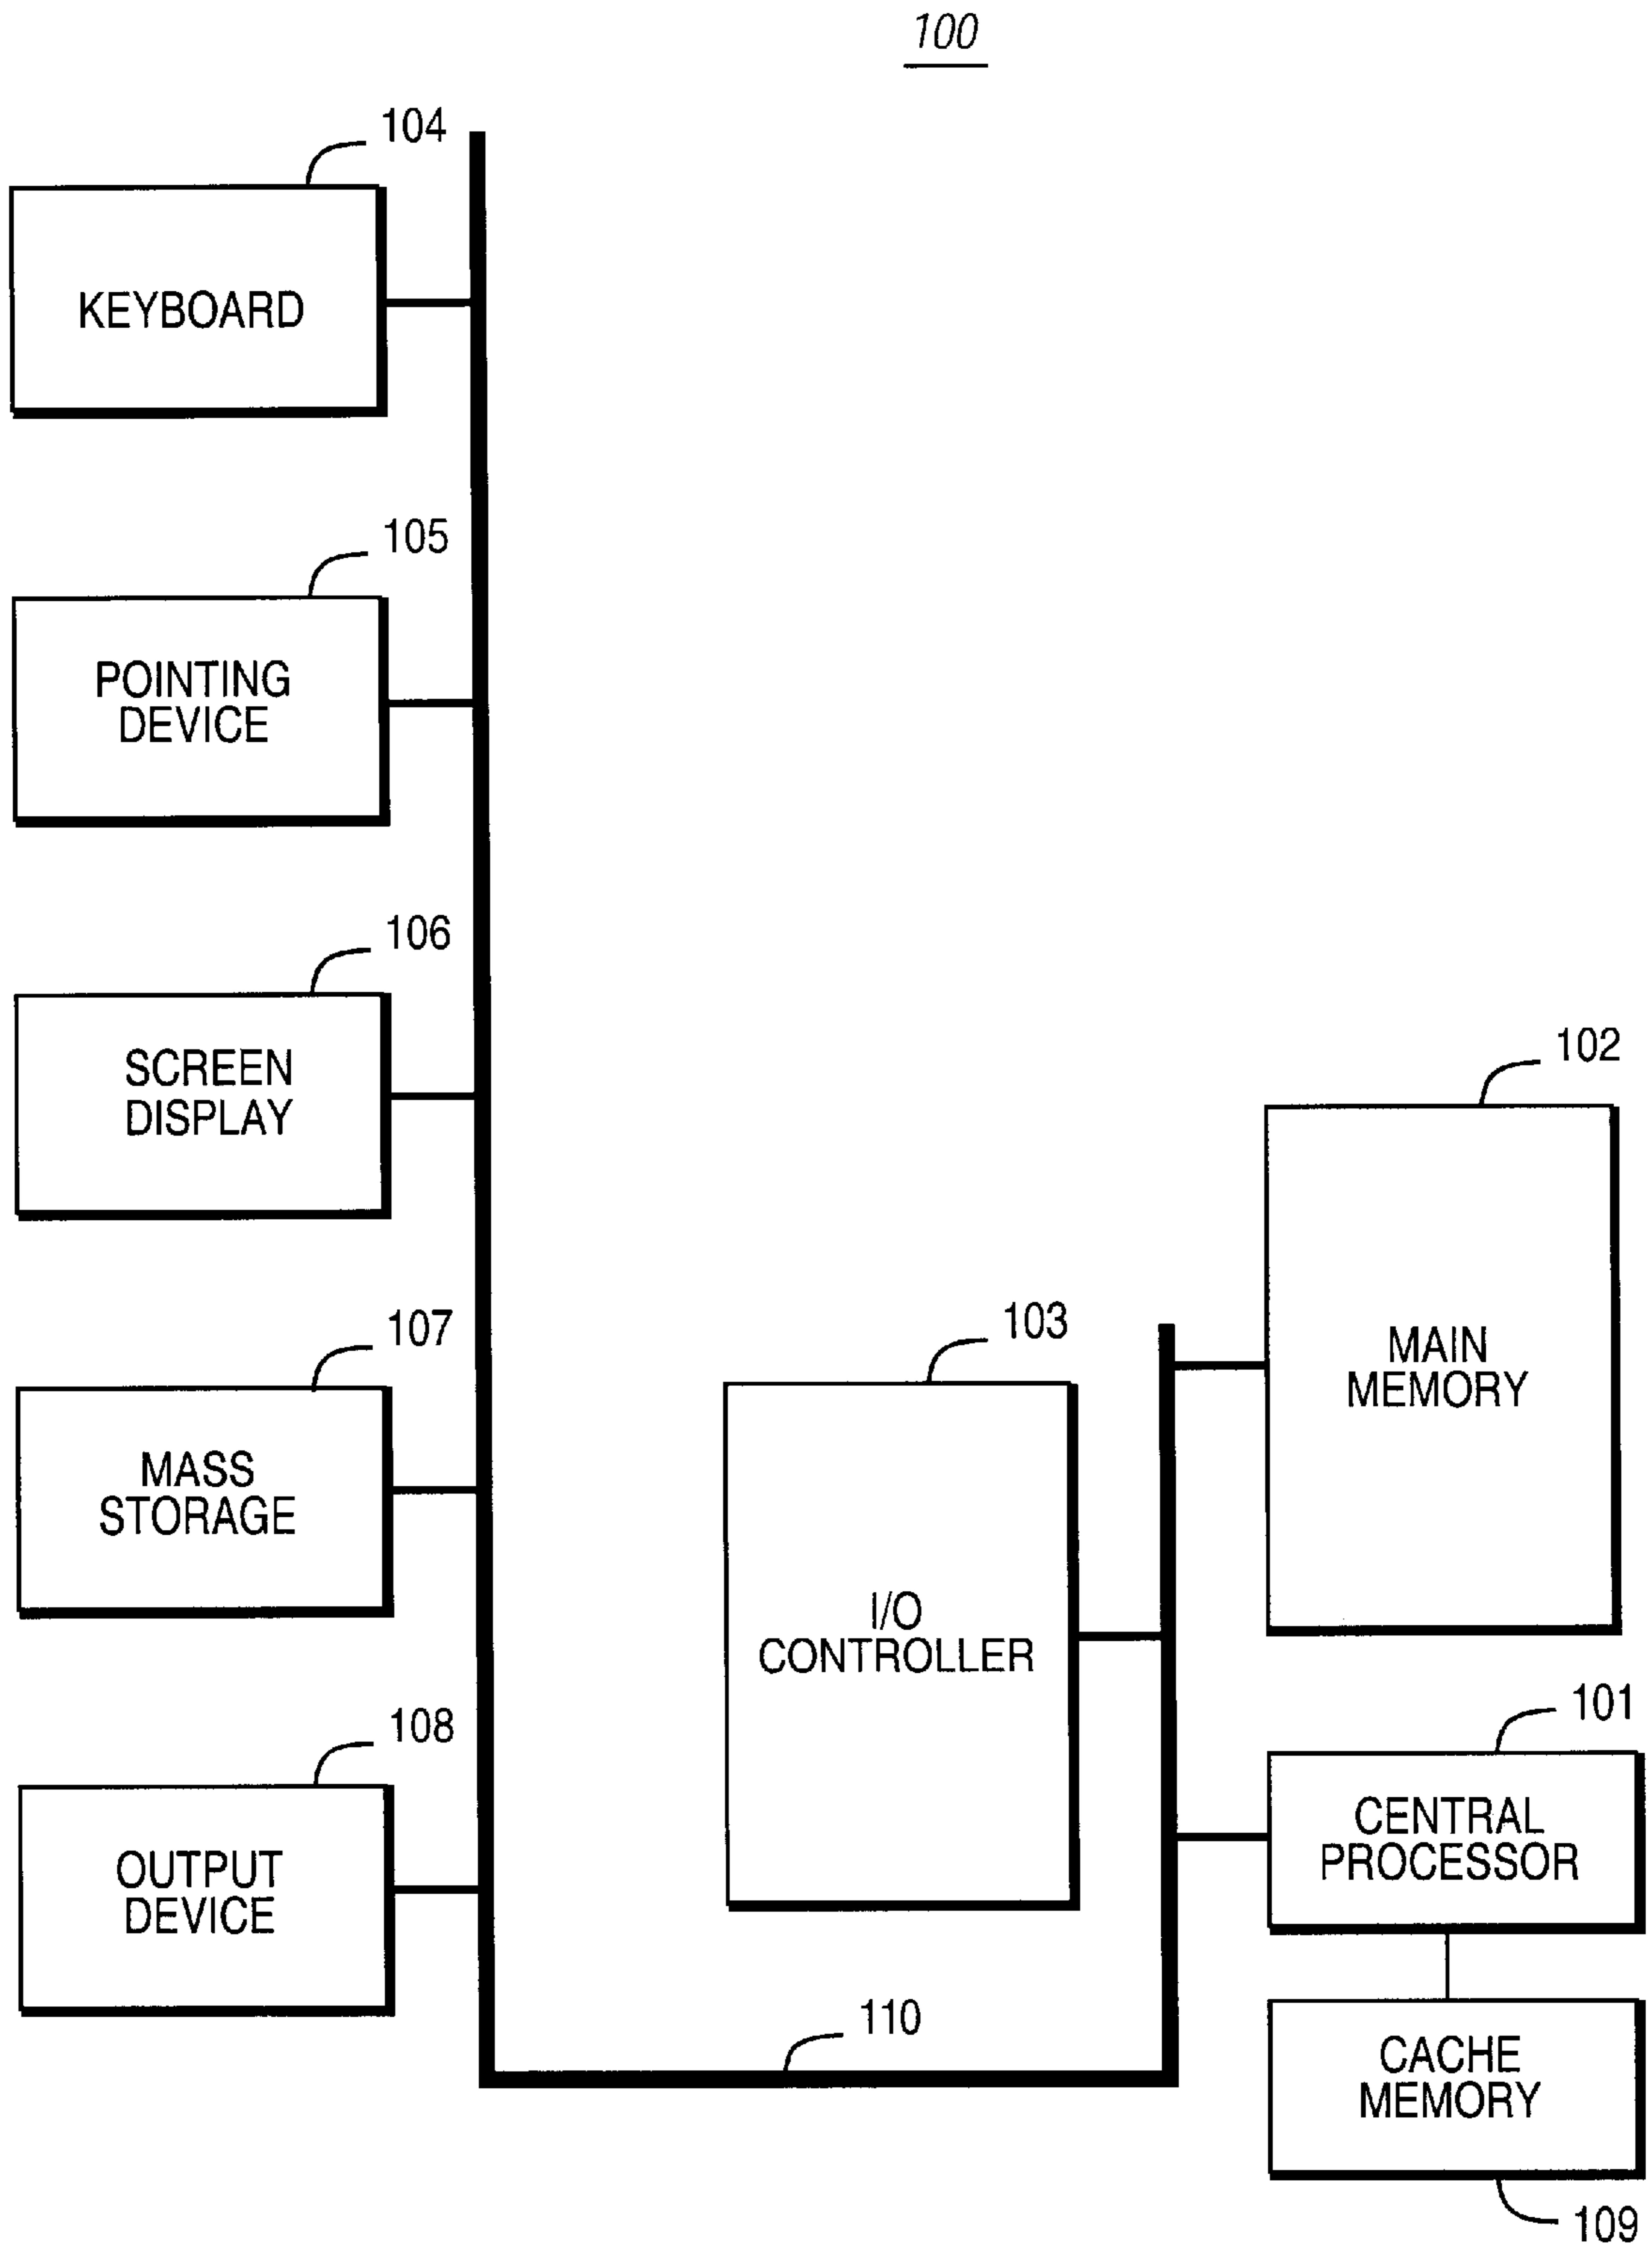 100
104
KEYBOARD
105
POINTING
DEVICE
106
SCREEN
DISPLAY
107
MASS
STORAGE
108
OUTPUT
DEVICE
103
I/O
CONTROLLER
102
MAIN
MEMORY
101
CENTRAL
PROCESSOR
110
CACHE
MEMORY
109